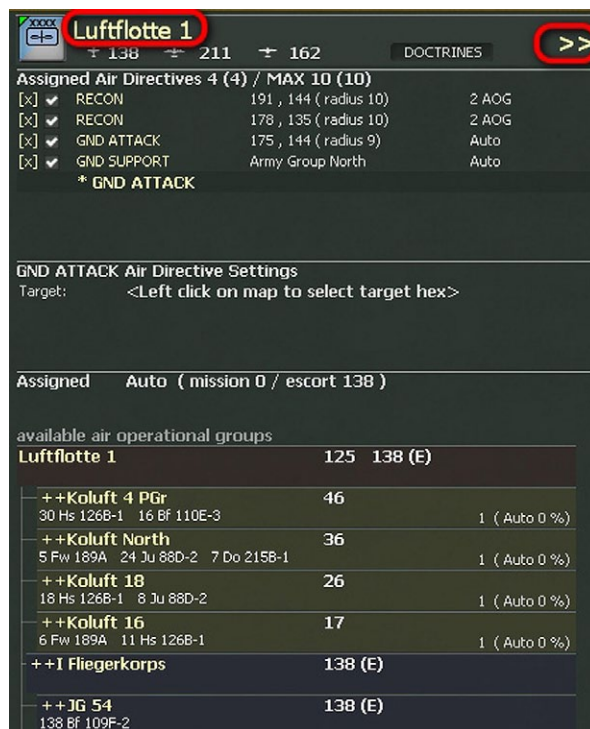 XXXX
Luftflotte 1
138 211 162 DOCTRINES >>
Assigned Air Directives 4 (4) / MAX 10 (10)
[x] RECON 191 , 144 ( radius 10) 2 AOG
[x] RECON 178 , 135 ( radius 10) 2 AOG
[x] GND ATTACK 175 , 144 ( radius 9) Auto
[x] GND SUPPORT Army Group North Auto
* GND ATTACK
GND ATTACK Air Directive Settings
Target: <Left click on map to select target hex>
Assigned Auto ( mission 0 / escort 138 )
available air operational groups
Luftflotte 1 125 138 (E)
++Koluft 4 PGr 46
30 Hs 126B-1 16 Bf 110E-3 1 ( Auto 0 %)
++Koluft North 36
5 Fw 189A 24 Ju 88D-2 7 Do 215B-1 1 ( Auto 0 %)
++Koluft 18 26
18 Hs 126B-1 8 Ju 88D-2 1 ( Auto 0 %)
++Koluft 16 17
6 Fw 189A 11 Hs 126B-1 1 ( Auto 0 %)
++I Fliegerkorps 138 (E)
++JG 54 138 (E)
138 Bf 109F-2